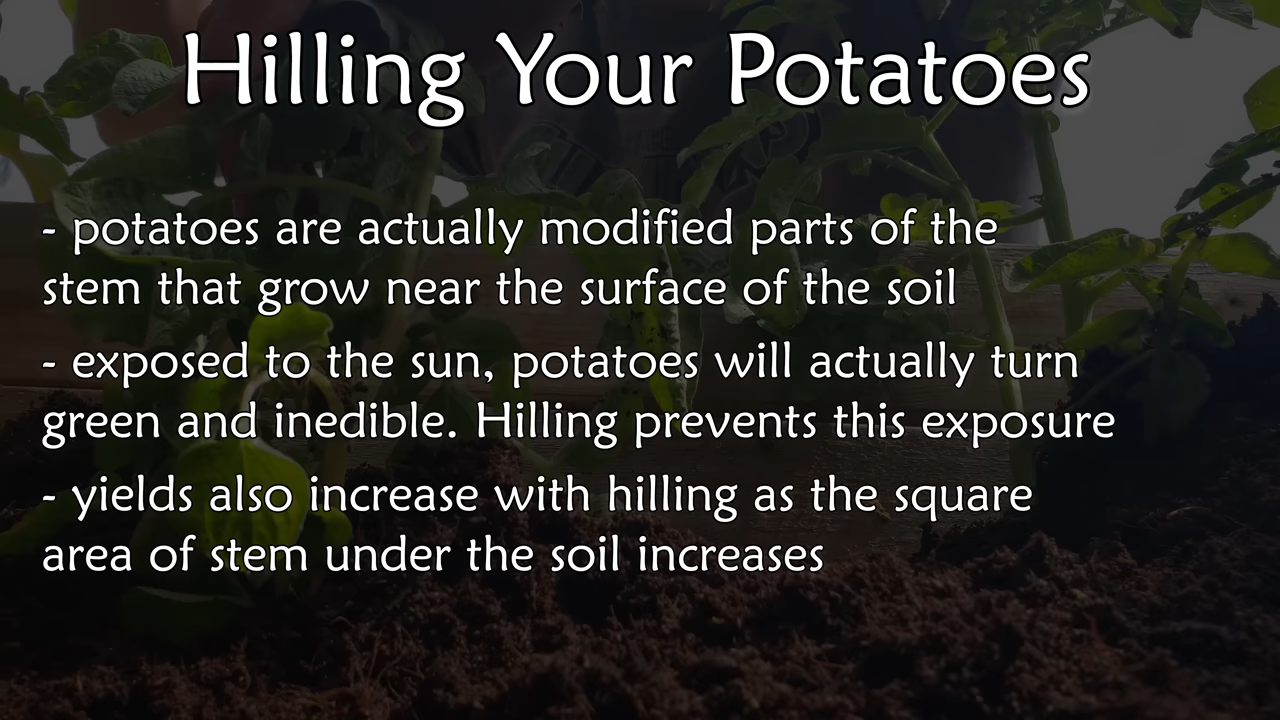 Hilling Your Potatoes
- potatoes are actually modified parts of the
stem that grow near the surface of the soil
- exposed to the sun, potatoes will actually turn
green and inedible. Hilling prevents this exposure
- yields also increase with hilling as the square
area of stem under the soil increases